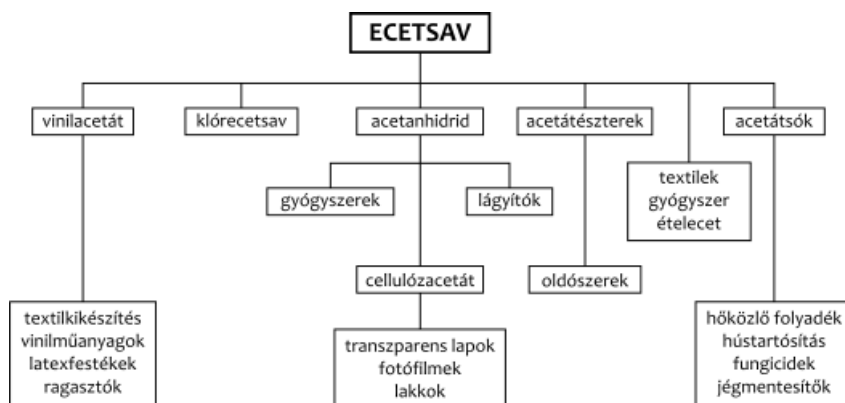 ECETSAV
vinilacetát
klórecetsav
acetanhidrid
acetátészterek
acetátsók
gyógyszerek
lágyítók
textilek
gyógyszer
ételecet
cellulózacetát
oldószerek
textilkikészítés
vinilműanyagok
latexfestékek
ragasztók
transzparens lapok
fotófilmek
lakkok
hőközlő folyadék
hústartósítás
fungicidek
jégmentesítők